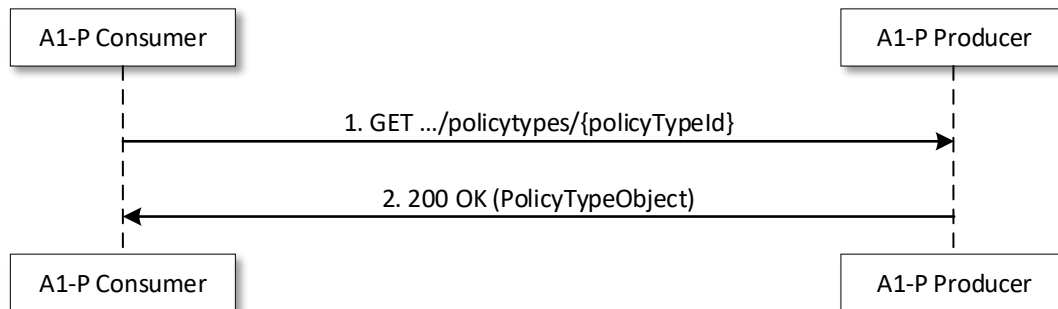 A1-P Consumer
A1-P Producer
1. GET .../policytypes/{policyTypeId}
2. 200 OK (PolicyTypeObject)
A1-P Consumer
A1-P Producer